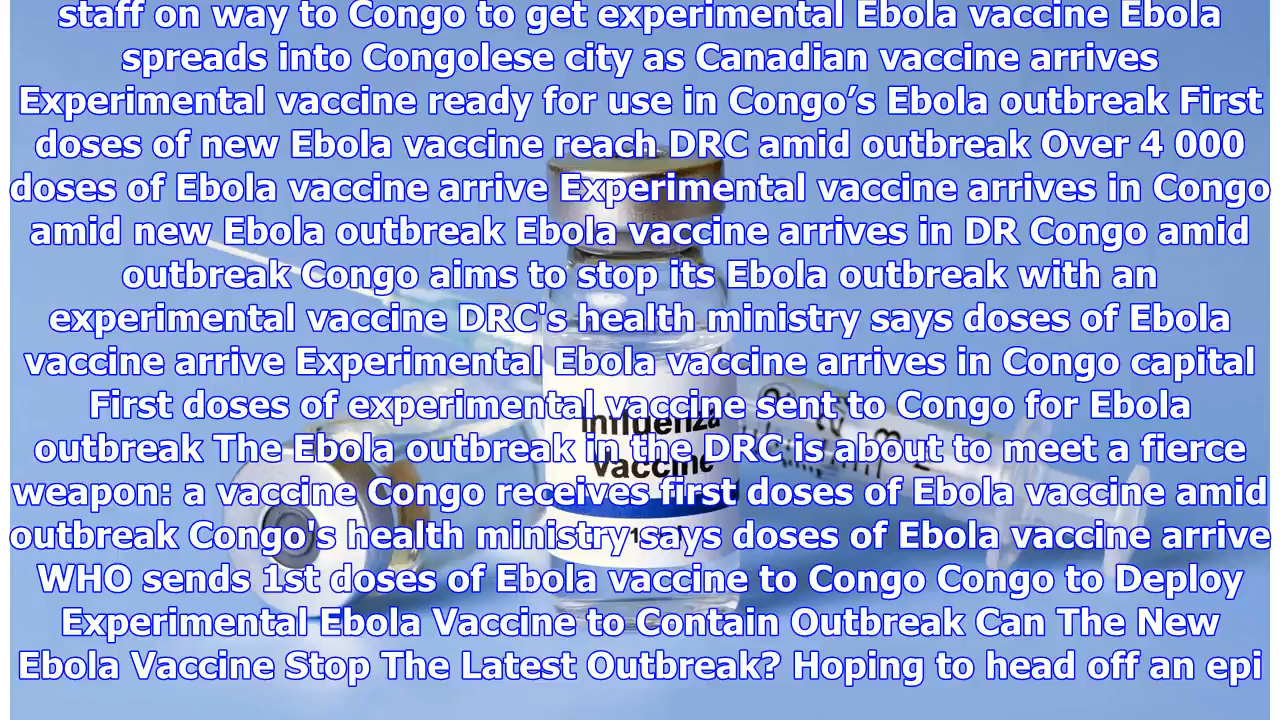 staff on way to Congo to get experimental Ebola vaccine Ebola
spreads into Congolese city as Canadian vaccine arrives
Experimental vaccine ready for use in Congo’s Ebola outbreak First
doses of new Ebola vaccine reach DRC amid outbreak Over 4 000
doses of Ebola vaccine arrive Experimental vaccine arrives in Congo
amid new Ebola outbreak Ebola vaccine arrives in DR Congo amid
outbreak Congo aims to stop its Ebola outbreak with an
experimental vaccine DRC's health ministry says doses of Ebola
vaccine arrive Experimental Ebola vaccine arrives in Congo capital
First doses of experimental vaccine sent to Congo for Ebola
outbreak The Ebola outbreak in the DRC is about to meet a fierce
weapon: a vaccine Congo receives first doses of Ebola vaccine amid
outbreak Congo's health ministry says doses of Ebola vaccine arrive
WHO sends 1st doses of Ebola vaccine to Congo Congo to Deploy
Experimental Ebola Vaccine to Contain Outbreak Can The New
Ebola Vaccine Stop The Latest Outbreak? Hoping to head off an epi
Influenza
vaccine